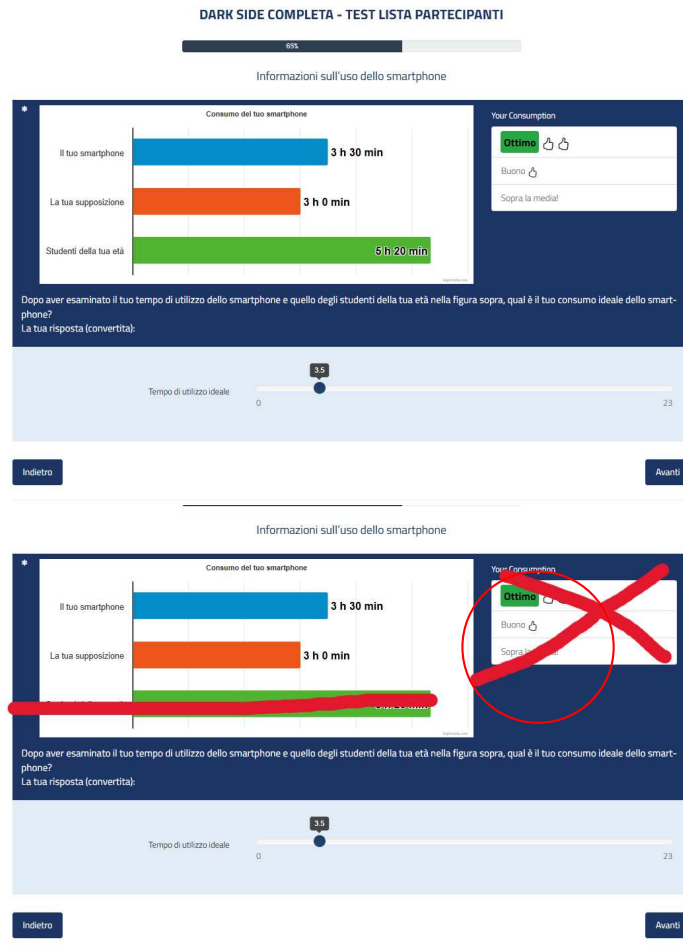 DARK SIDE COMPLETA - TEST LISTA PARTECIPANTI
65%
Informazioni sull'uso dello smartphone
*
Consumo del tuo smartphone
Il tuo smartphone
3 h 30 min
La tua supposizione
3 h 0 min
Studenti della tua età
5 h 20 min
Your Consumption
Ottimo
Buono
Sopra la media!
Dopo aver esaminato il tuo tempo di utilizzo dello smartphone e quello degli studenti della tua età nella figura sopra, qual è il tuo consumo ideale dello smart-
phone?
La tua risposta (convertita):
3.5
Tempo di utilizzo ideale
0
23
Indietro
Avanti
Informazioni sull'uso dello smartphone
*
Consumo del tuo smartphone
Il tuo smartphone
3 h 30 min
La tua supposizione
3 h 0 min
Your Consumption
Ottimo
Buono
Sopra
Dopo aver esaminato il tuo tempo di utilizzo dello smartphone e quello degli studenti della tua età nella figura sopra, qual è il tuo consumo ideale dello smart-
phone?
La tua risposta (convertita):
3.5
Tempo di utilizzo ideale
0
23
Indietro
Avanti